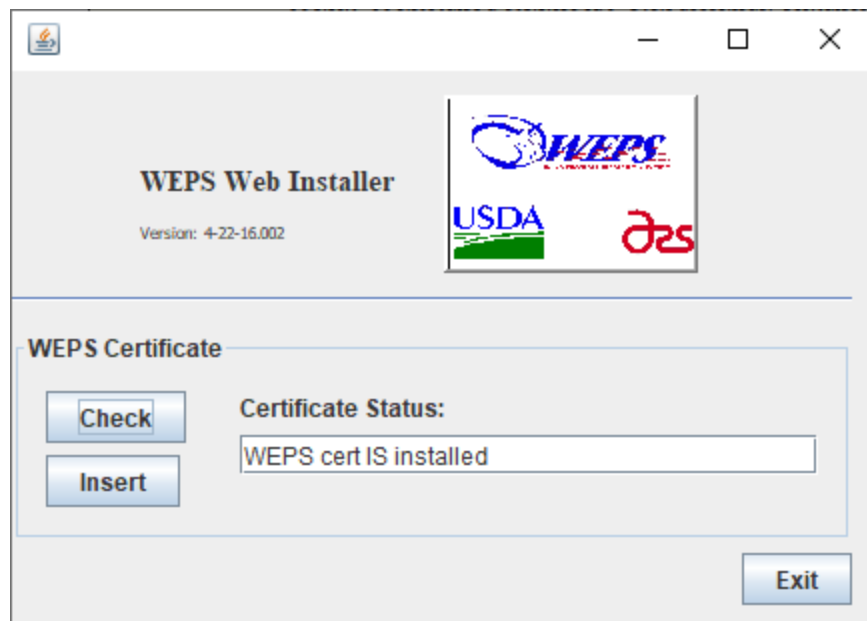 WEPS
USDA
ars
WEPS Web Installer
Version: 4-22-16.002
WEPS Certificate
Check
Certificate Status:
WEPS cert IS installed
Insert
Exit